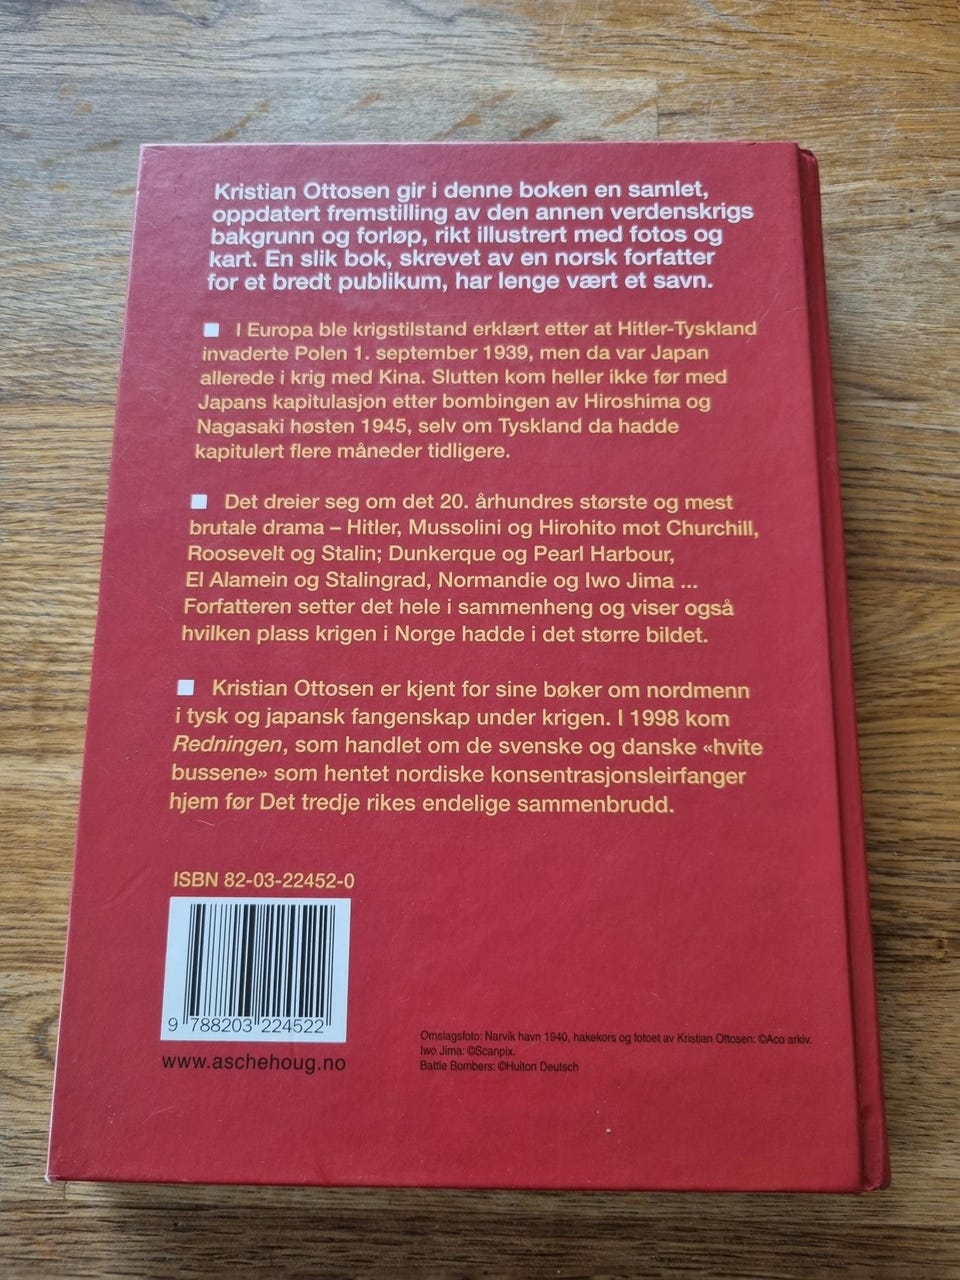 Kristian Ottosen gir i denne boken en samlet,
oppdatert fremstilling av den annen verdenskrigs
bakgrunn og forløp, rikt illustrert med fotos og
kart. En slik bok, skrevet av en norsk forfatter
for et bredt publikum, har lenge vært et savn.
I Europa ble krigstilstand erklært etter at Hitler-Tyskland
invaderte Polen 1. september 1939, men da var Japan
allerede i krig med Kina. Slutten kom heller ikke før med
Japans kapitulasjon etter bombingen av Hiroshima og
Nagasaki høsten 1945, selv om Tyskland da hadde
kapitulert flere måneder tidligere.
Det dreier seg om det 20. århundres største og mest
brutale drama – Hitler, Mussolini og Hirohito mot Churchill,
Roosevelt og Stalin; Dunkerque og Pearl Harbour,
El Alamein og Stalingrad, Normandie og Iwo Jima ...
Forfatteren setter det hele i sammenheng og viser også
hvilken plass krigen i Norge hadde i det større bildet.
Kristian Ottosen er kjent for sine bøker om nordmenn
i tysk og japansk fangenskap under krigen. I 1998 kom
Redningen, som handlet om de svenske og danske «hvite
bussene» som hentet nordiske konsentrasjonsleirfanger
hjem før Det tredje rikes endelige sammenbrudd.
ISBN 82-03-22452-0
9 788203 224522
www.aschehoug.no
Omslagsfoto: Narvik havn 1940, hakekors og fotoet av Kristian Ottosen: ©Aco arkiv.
Iwo Jima: ©Scanpix.
Battle Bombers: ©Hulton Deutsch